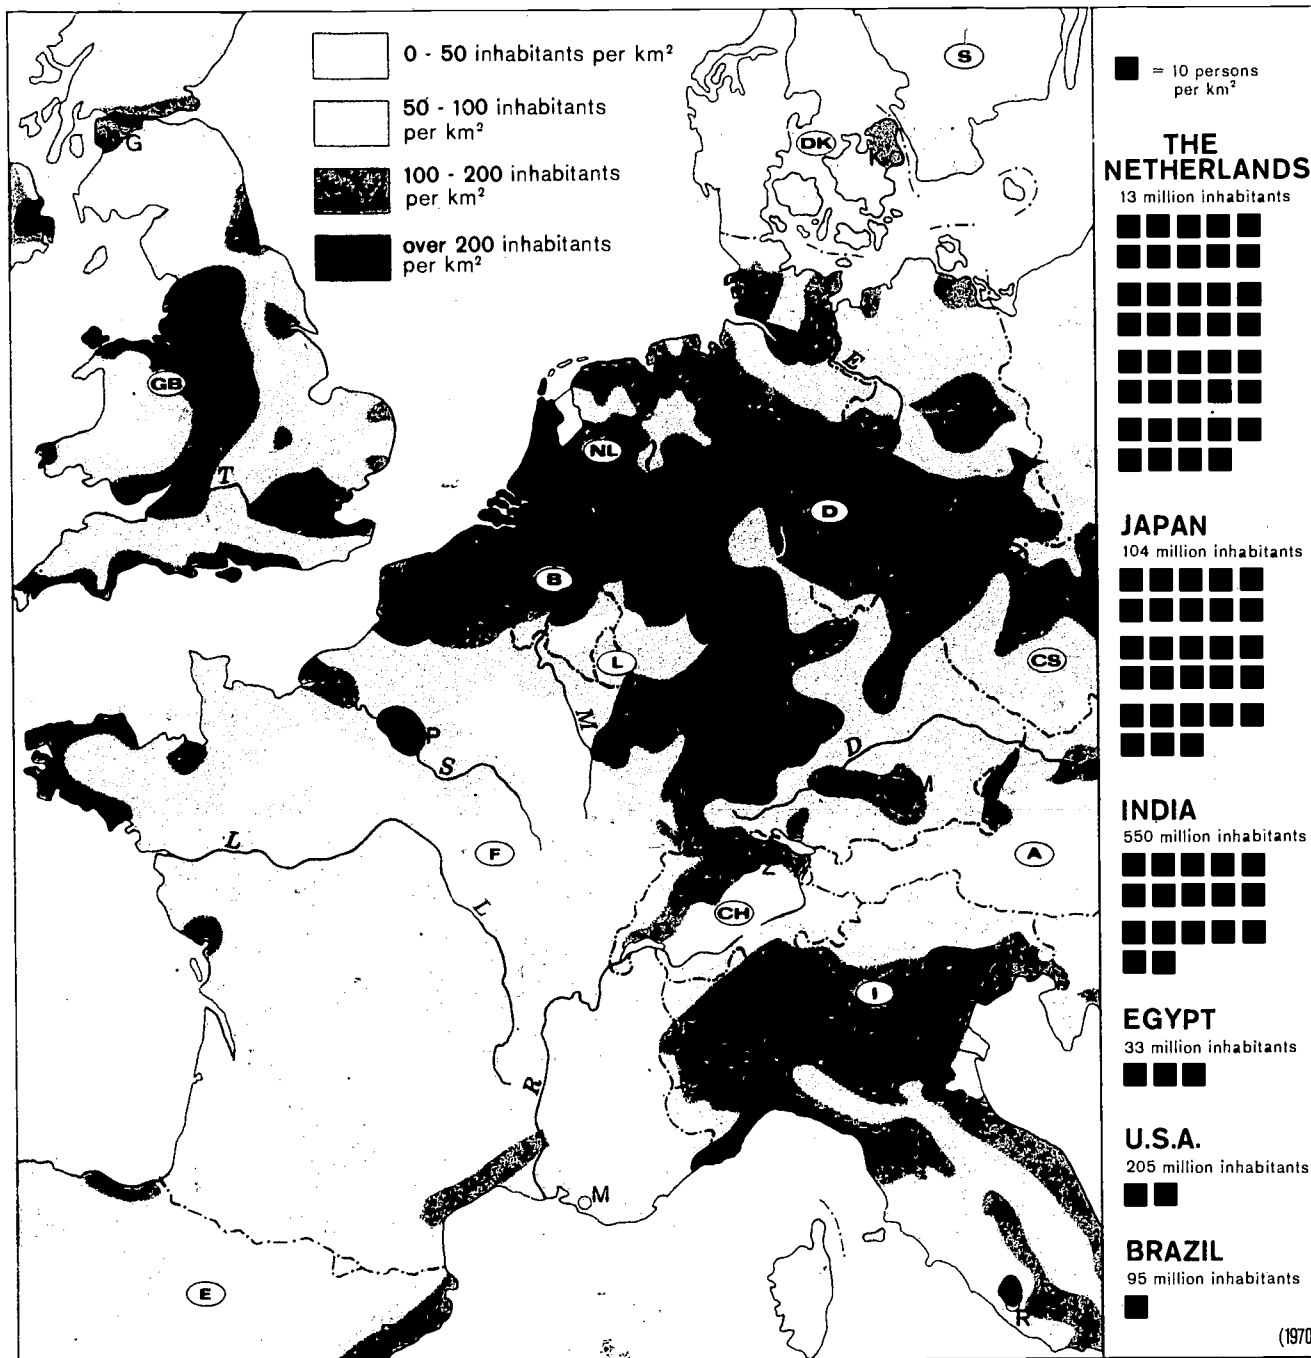 0 - 50 inhabitants per km²
50 - 100 inhabitants
per km²
100 - 200 inhabitants
per km²
over 200 inhabitants
per km²
= 10 persons
per km²
THE
NETHERLANDS
13 million inhabitants
JAPAN
104 million inhabitants
INDIA
550 million inhabitants
EGYPT
33 million inhabitants
U.S.A.
205 million inhabitants
BRAZIL
95 million inhabitants
(1970
S
DK
K
G
GB
T
E
NL
D
B
L
CS
M
P
S
D
M
L
F
L
A
Z
CH
I
R
M
E
R